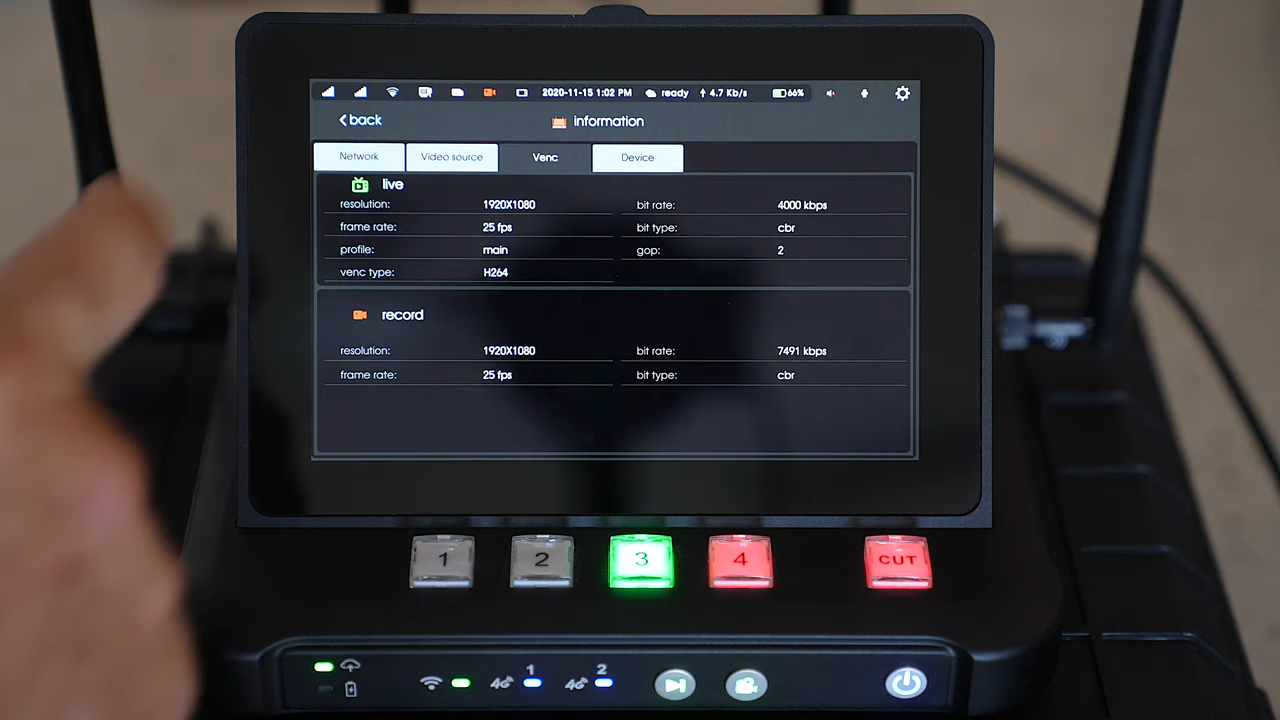 2020-11-15 1:02 PM ready 4.7 Kb/s 66%
back information
Network Video source Venc Device
live
resolution: 1920X1080 bit rate: 4000 kbps
frame rate: 25 fps bit type: cbr
profile: main gop: 2
venc type: H264
record
resolution: 1920X1080 bit rate: 7491 kbps
frame rate: 25 fps bit type: cbr
1 2 3 4 CUT
4G 1 4G 2